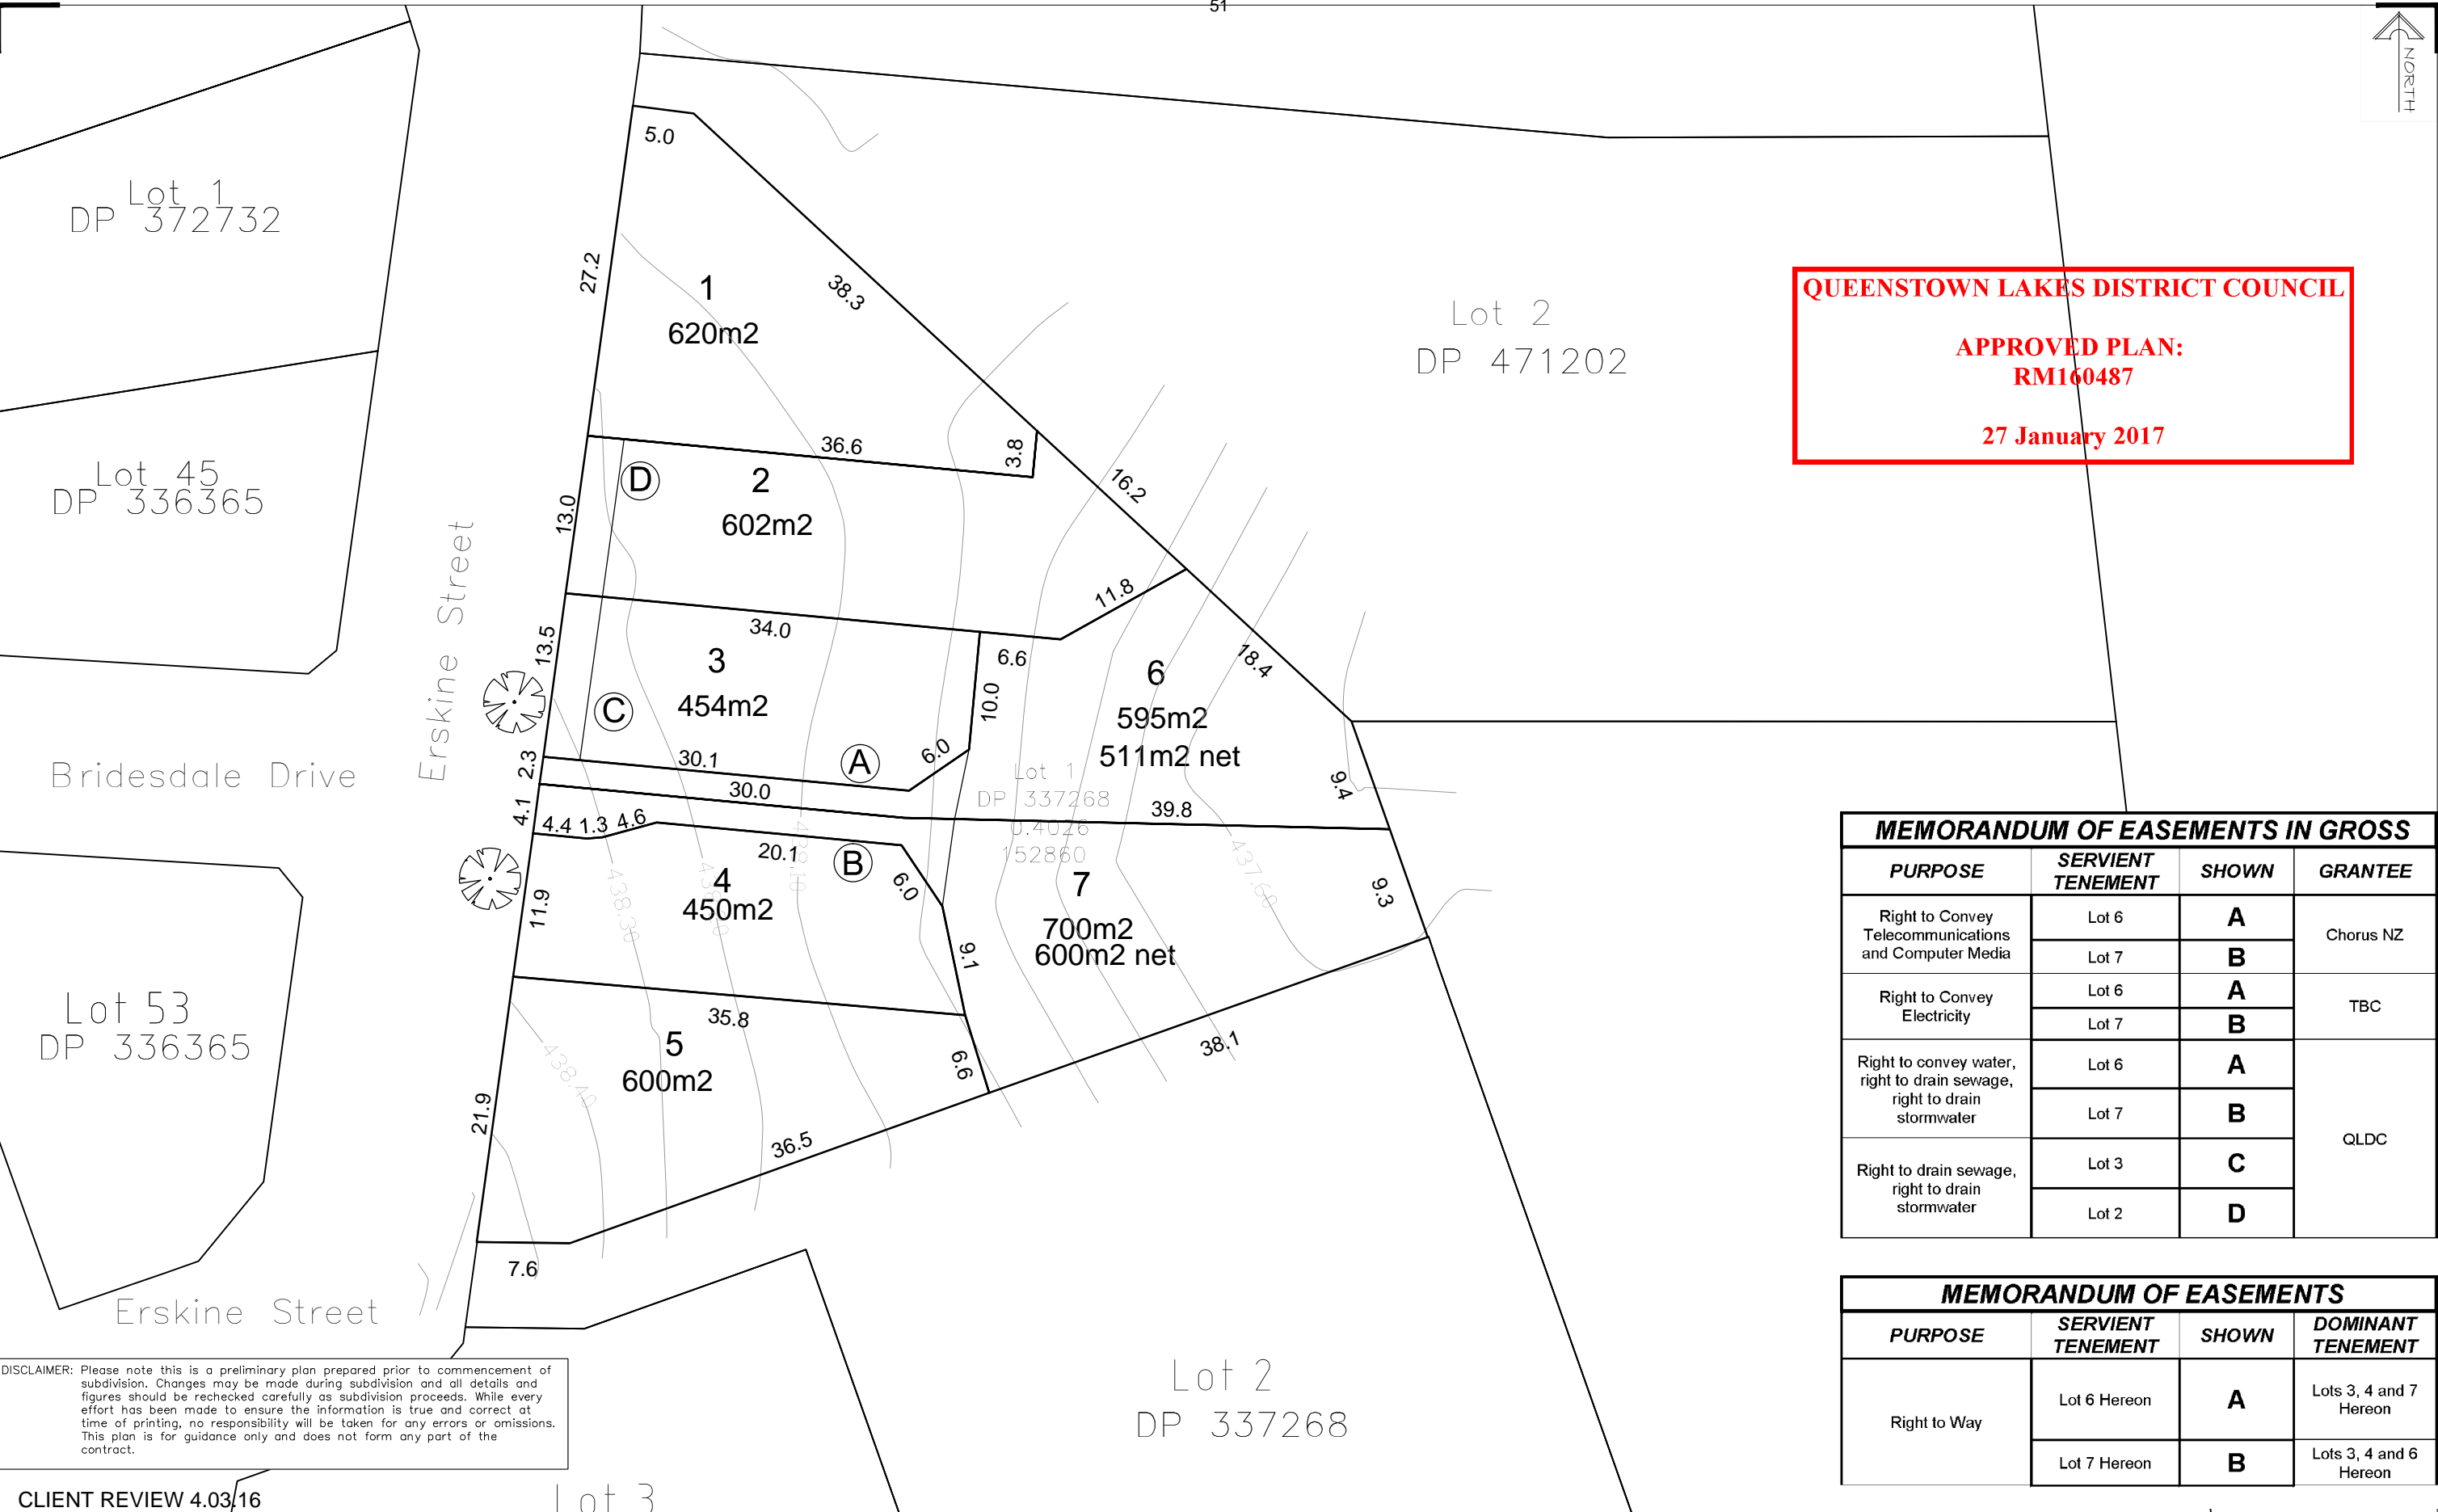 51
NORTH
5.0
Lot 1
DP 372732
27.2
1
620m2
38.3
Lot 2
DP 471202
QUEENSTOWN LAKES DISTRICT COUNCIL
APPROVED PLAN:
RM160487
27 January 2017
36.6
3.8
Lot 45
DP 336365
D
2
602m2
16.2
13.0
Erskine Street
11.8
34.0
13.5
3
454m2
6.6
10.0
6
595m2
511m2 net
18.4
C
Bridesdale Drive
2.3
30.1
A
6.0
Lot 1
DP 337268
0.4026
152860
9.4
30.0
39.8
4.1
4.4 1.3 4.6
20.1
B
6.0
4
450m2
438.30
437.60
7
700m2
600m2 net
9.3
11.9
9.1
Lot 53
DP 336365
35.8
5
600m2
438.40
6.6
38.1
21.9
36.5
7.6
Erskine Street
Lot 2
DP 337268
Lot 3
MEMORANDUM OF EASEMENTS IN GROSS
PURPOSE SERVIENT TENEMENT SHOWN GRANTEE
Right to Convey
Telecommunications
and Computer Media
Lot 6 A
Lot 7 B
Chorus NZ
Right to Convey
Electricity
Lot 6 A
Lot 7 B
TBC
Right to convey water,
right to drain sewage,
right to drain
stormwater
Lot 6 A
Lot 7 B
QLDC
Right to drain sewage,
right to drain
stormwater
Lot 3 C
Lot 2 D
MEMORANDUM OF EASEMENTS
PURPOSE SERVIENT TENEMENT SHOWN DOMINANT TENEMENT
Right to Way
Lot 6 Hereon A Lots 3, 4 and 7
Hereon
Lot 7 Hereon B Lots 3, 4 and 6
Hereon
DISCLAIMER: Please note this is a preliminary plan prepared prior to commencement of
subdivision. Changes may be made during subdivision and all details and
figures should be rechecked carefully as subdivision proceeds. While every
effort has been made to ensure the information is true and correct at
time of printing, no responsibility will be taken for any errors or omissions.
This plan is for guidance only and does not form any part of the
contract.
CLIENT REVIEW 4.03.16